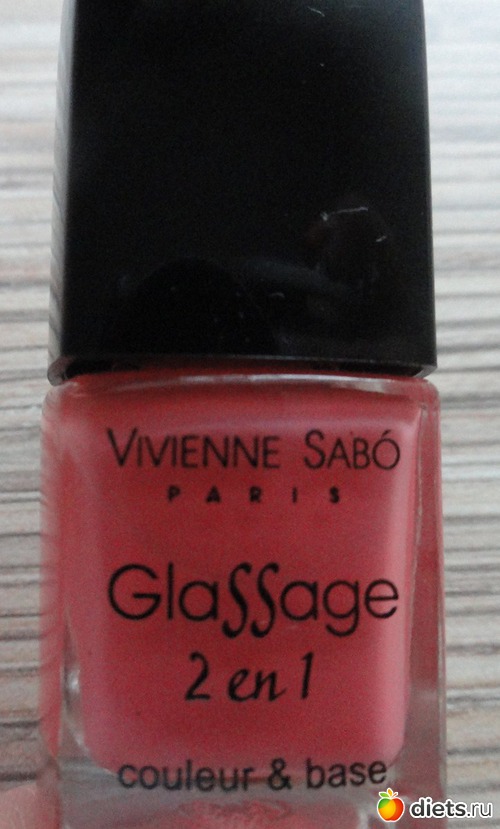 VIVIENNE SABÓ
PARIS
GlaSSage
2 en 1
couleur & base
diets.ru